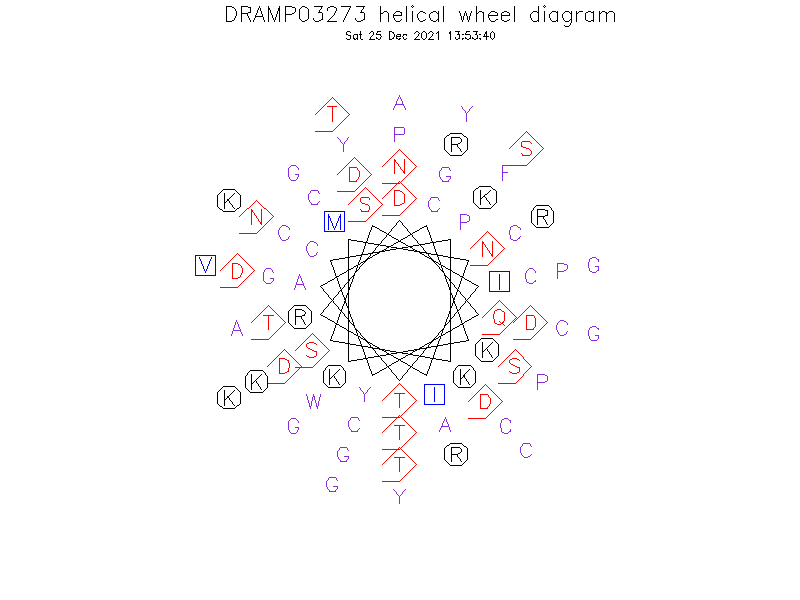 DRAMP03273 helical wheel diagram
Sat 25 Dec 2021 13:53:40
A
T Y
P
Y R S
N
G D G F
K C D K
S C
N M P R
C C
C N
V D G A I C P G
A T R Q D C G
S K
D S
K K K P
K Y I
W T D
G C T A C
G R C
T
G
Y